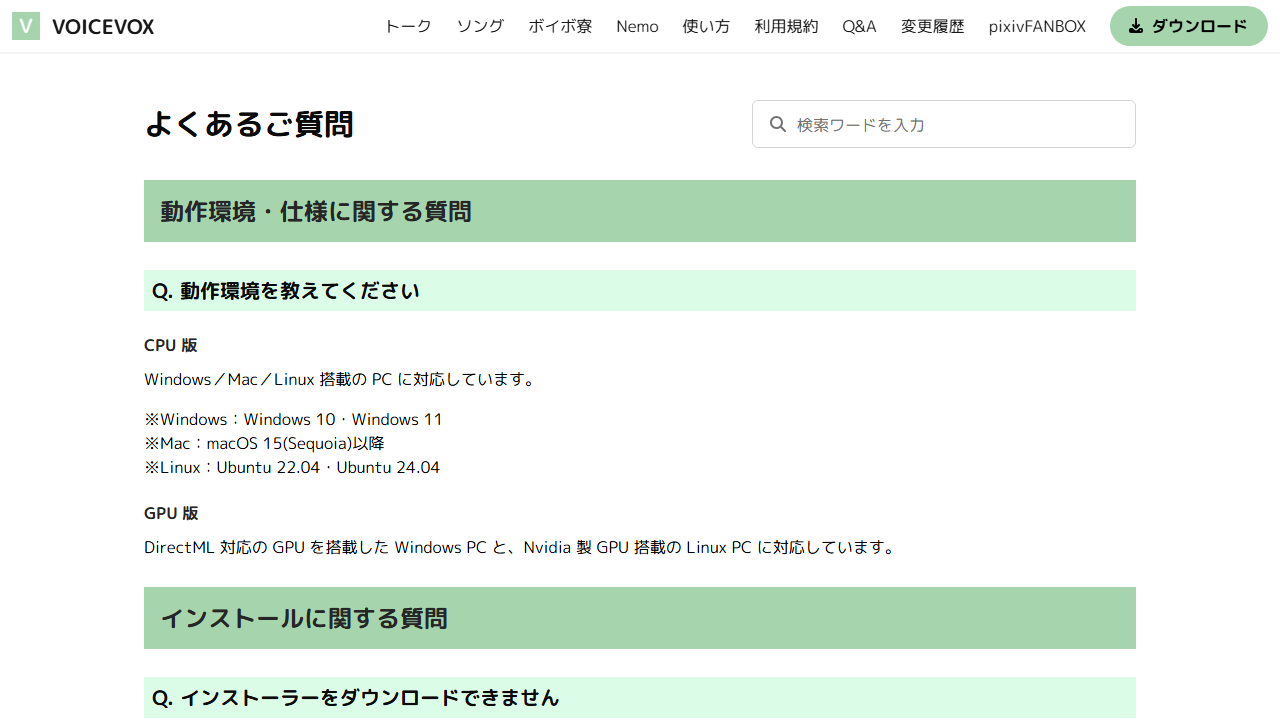 V VOICEVOX トーク ソング ボイボ寮 Nemo 使い方 利用規約 Q&A 変更履歴 pixivFANBOX ダウンロード
よくあるご質問
検索ワードを入力
動作環境・仕様に関する質問
Q. 動作環境を教えてください
CPU 版
Windows／Mac／Linux 搭載の PC に対応しています。
※Windows：Windows 10・Windows 11
※Mac：macOS 15(Sequoia)以降
※Linux：Ubuntu 22.04・Ubuntu 24.04
GPU 版
DirectML 対応の GPU を搭載した Windows PC と、Nvidia 製 GPU 搭載の Linux PC に対応しています。
インストールに関する質問
Q. インストーラーをダウンロードできません